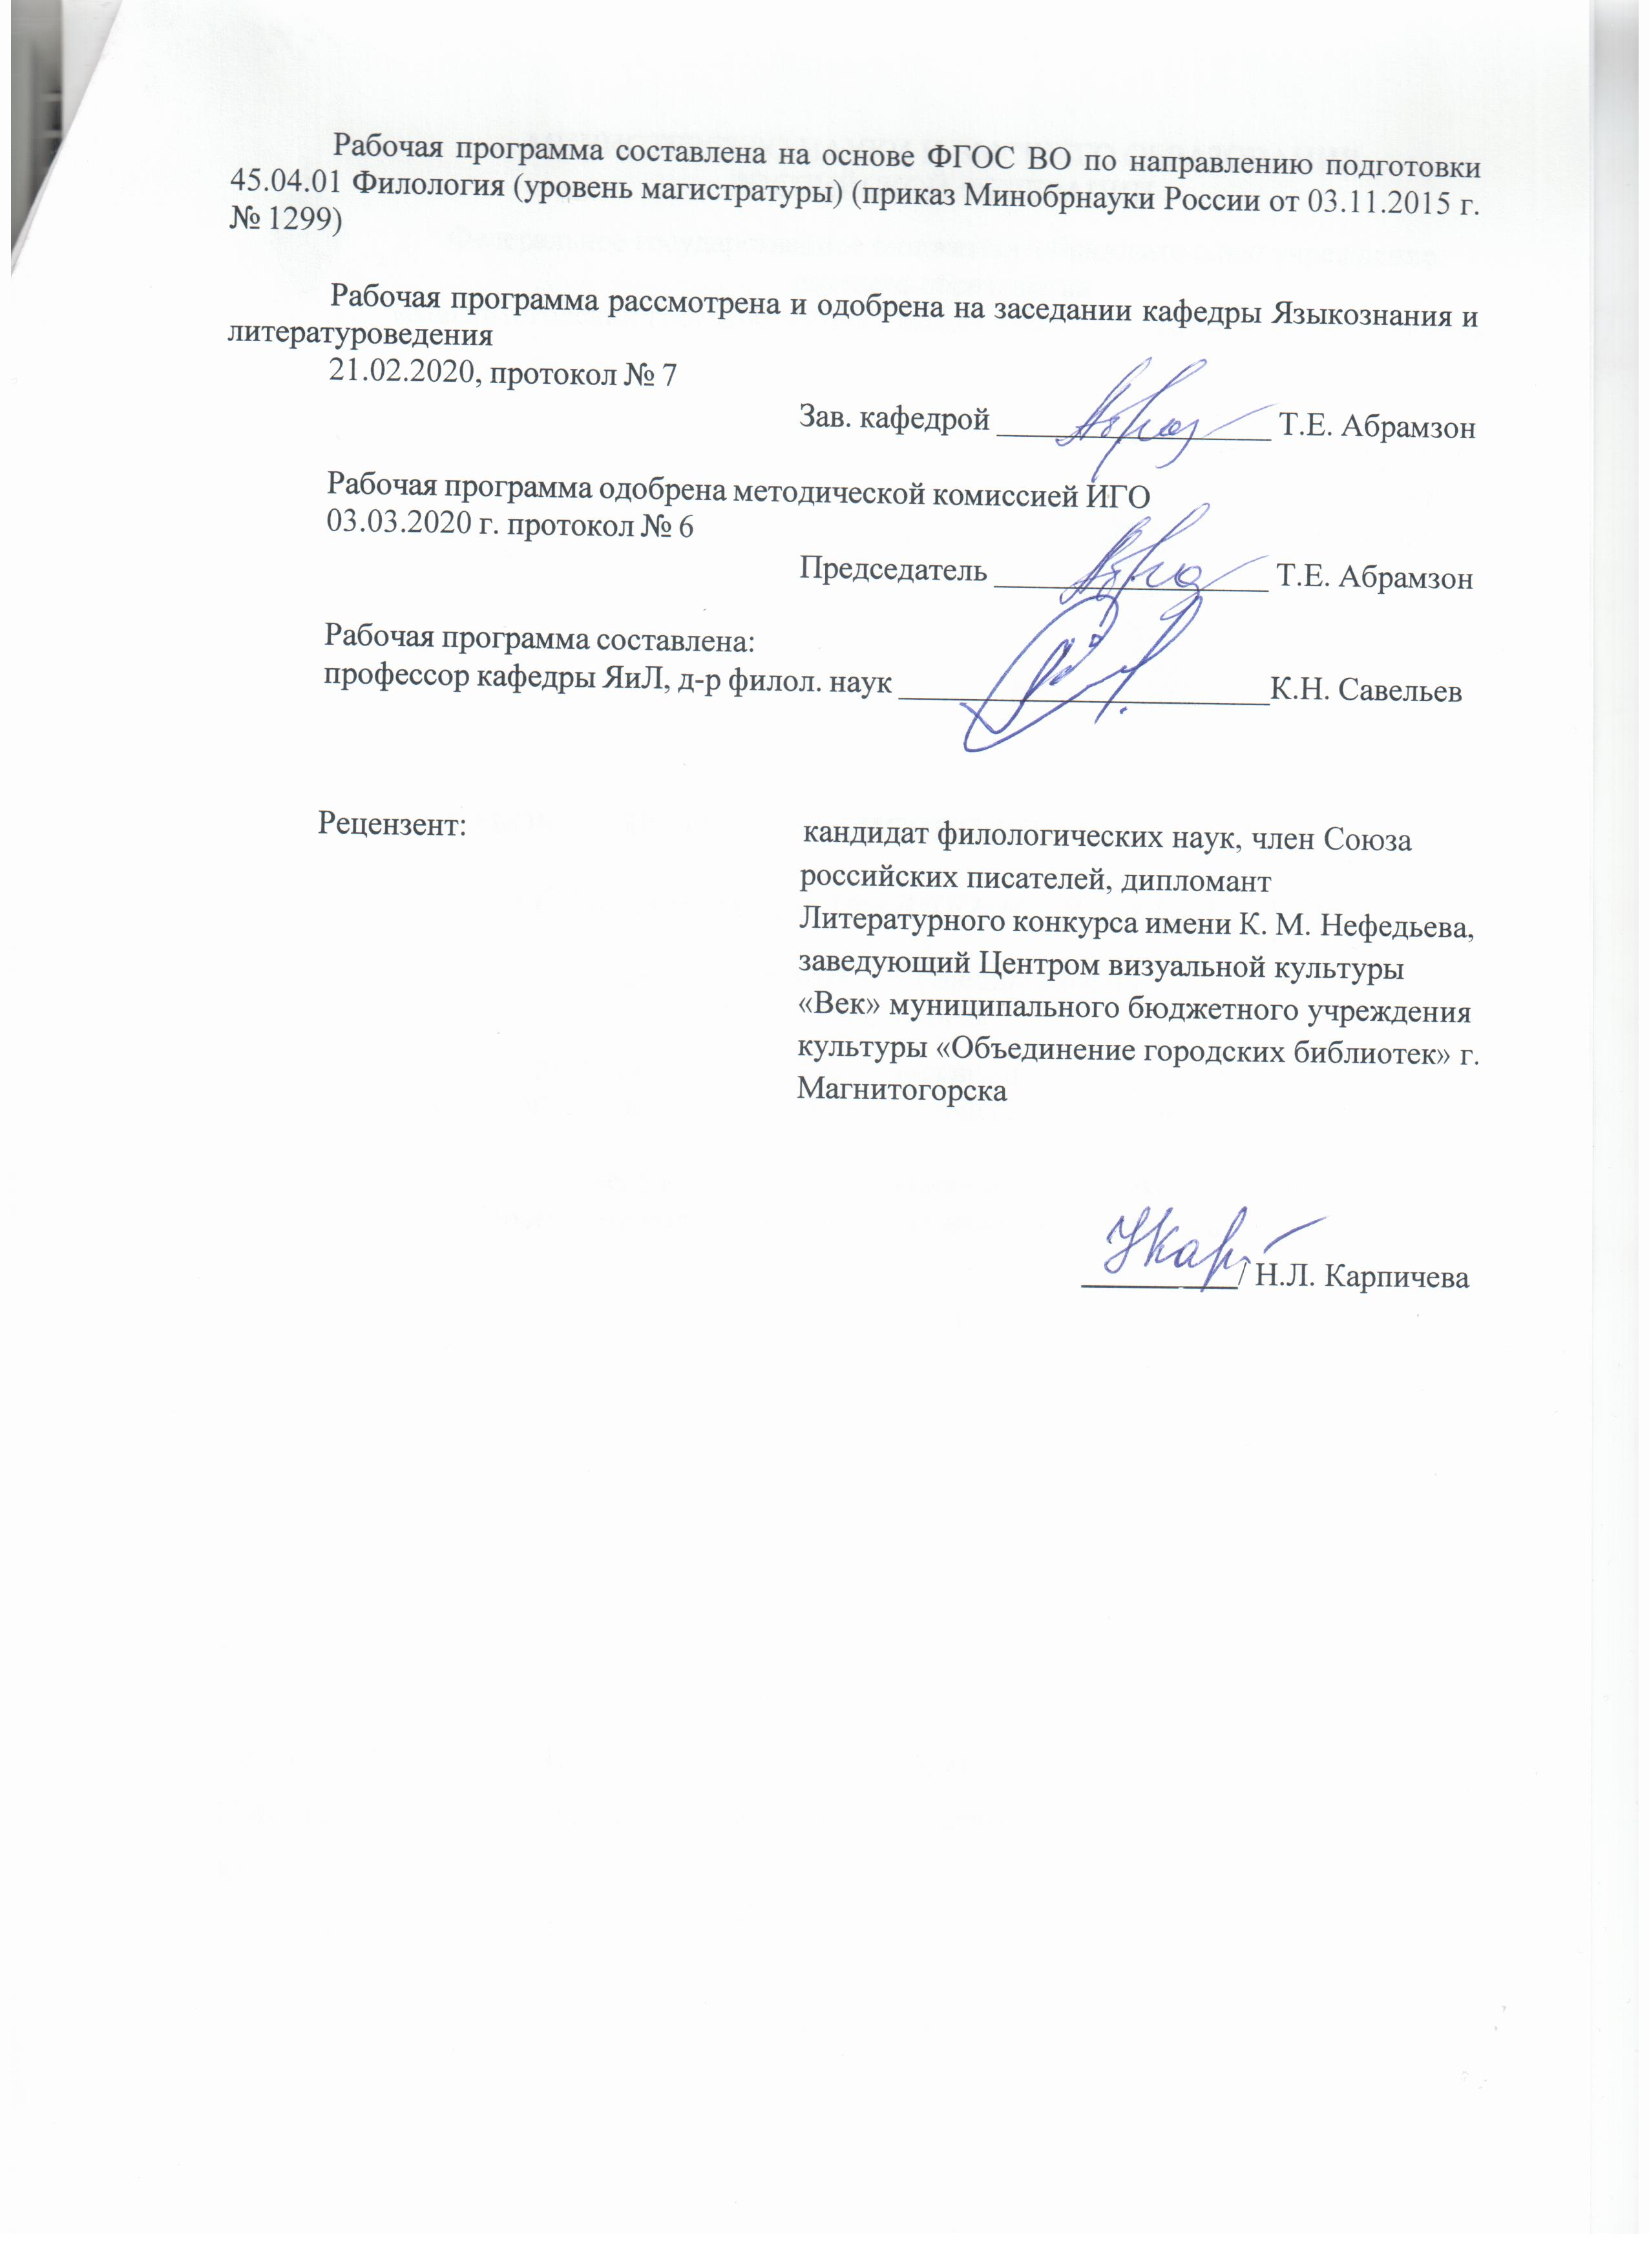 Рабочая программа составлена на основе ФГОС ВО по направлению подготовки
45.04.01 Филология (уровень магистратуры) (приказ Минобрнауки России от 03.11.2015 г.
№ 1299)
Рабочая программа рассмотрена и одобрена на заседании кафедры Языкознания и
литературоведения
21.02.2020, протокол № 7
Зав. кафедрой ________________ Т.Е. Абрамзон
Рабочая программа одобрена методической комиссией ИГО
03.03.2020 г. протокол № 6
Председатель ________________ Т.Е. Абрамзон
Рабочая программа составлена:
профессор кафедры ЯиЛ, д-р филол. наук ______________________К.Н. Савельев
Рецензент:
кандидат филологических наук, член Союза
российских писателей, дипломант
Литературного конкурса имени К. М. Нефедьева,
заведующий Центром визуальной культуры
«Век» муниципального бюджетного учреждения
культуры «Объединение городских библиотек» г.
Магнитогорска
_________/ Н.Л. Карпичева